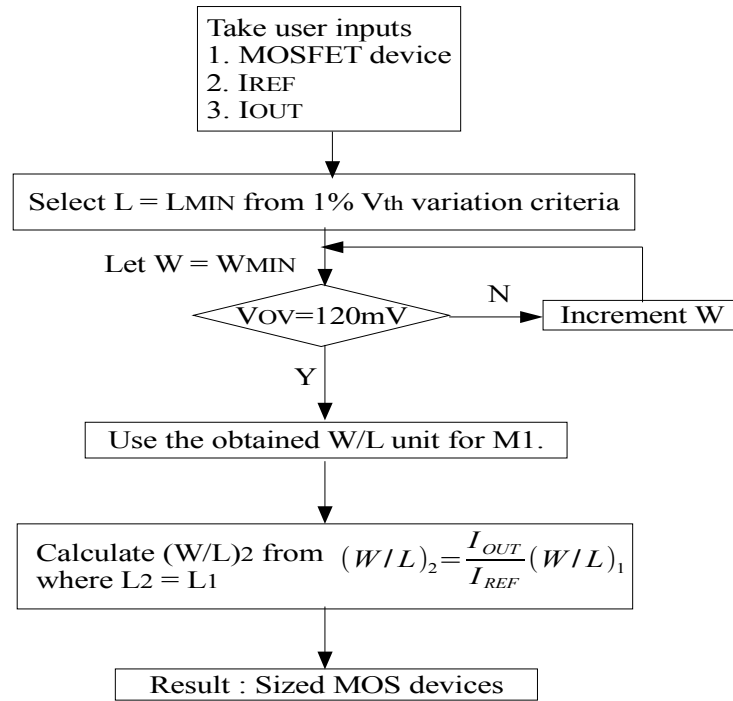 Take user inputs
1. MOSFET device
2. IREF
3. IOUT
Select L = LMIN from 1% Vth variation criteria
Let W = WMIN
VOV=120mV
N
Increment W
Y
Use the obtained W/L unit for M1.
Calculate (W/L)2 from (W/L)2=IOUT/IREF(W/L)1
where L2 = L1
Result : Sized MOS devices